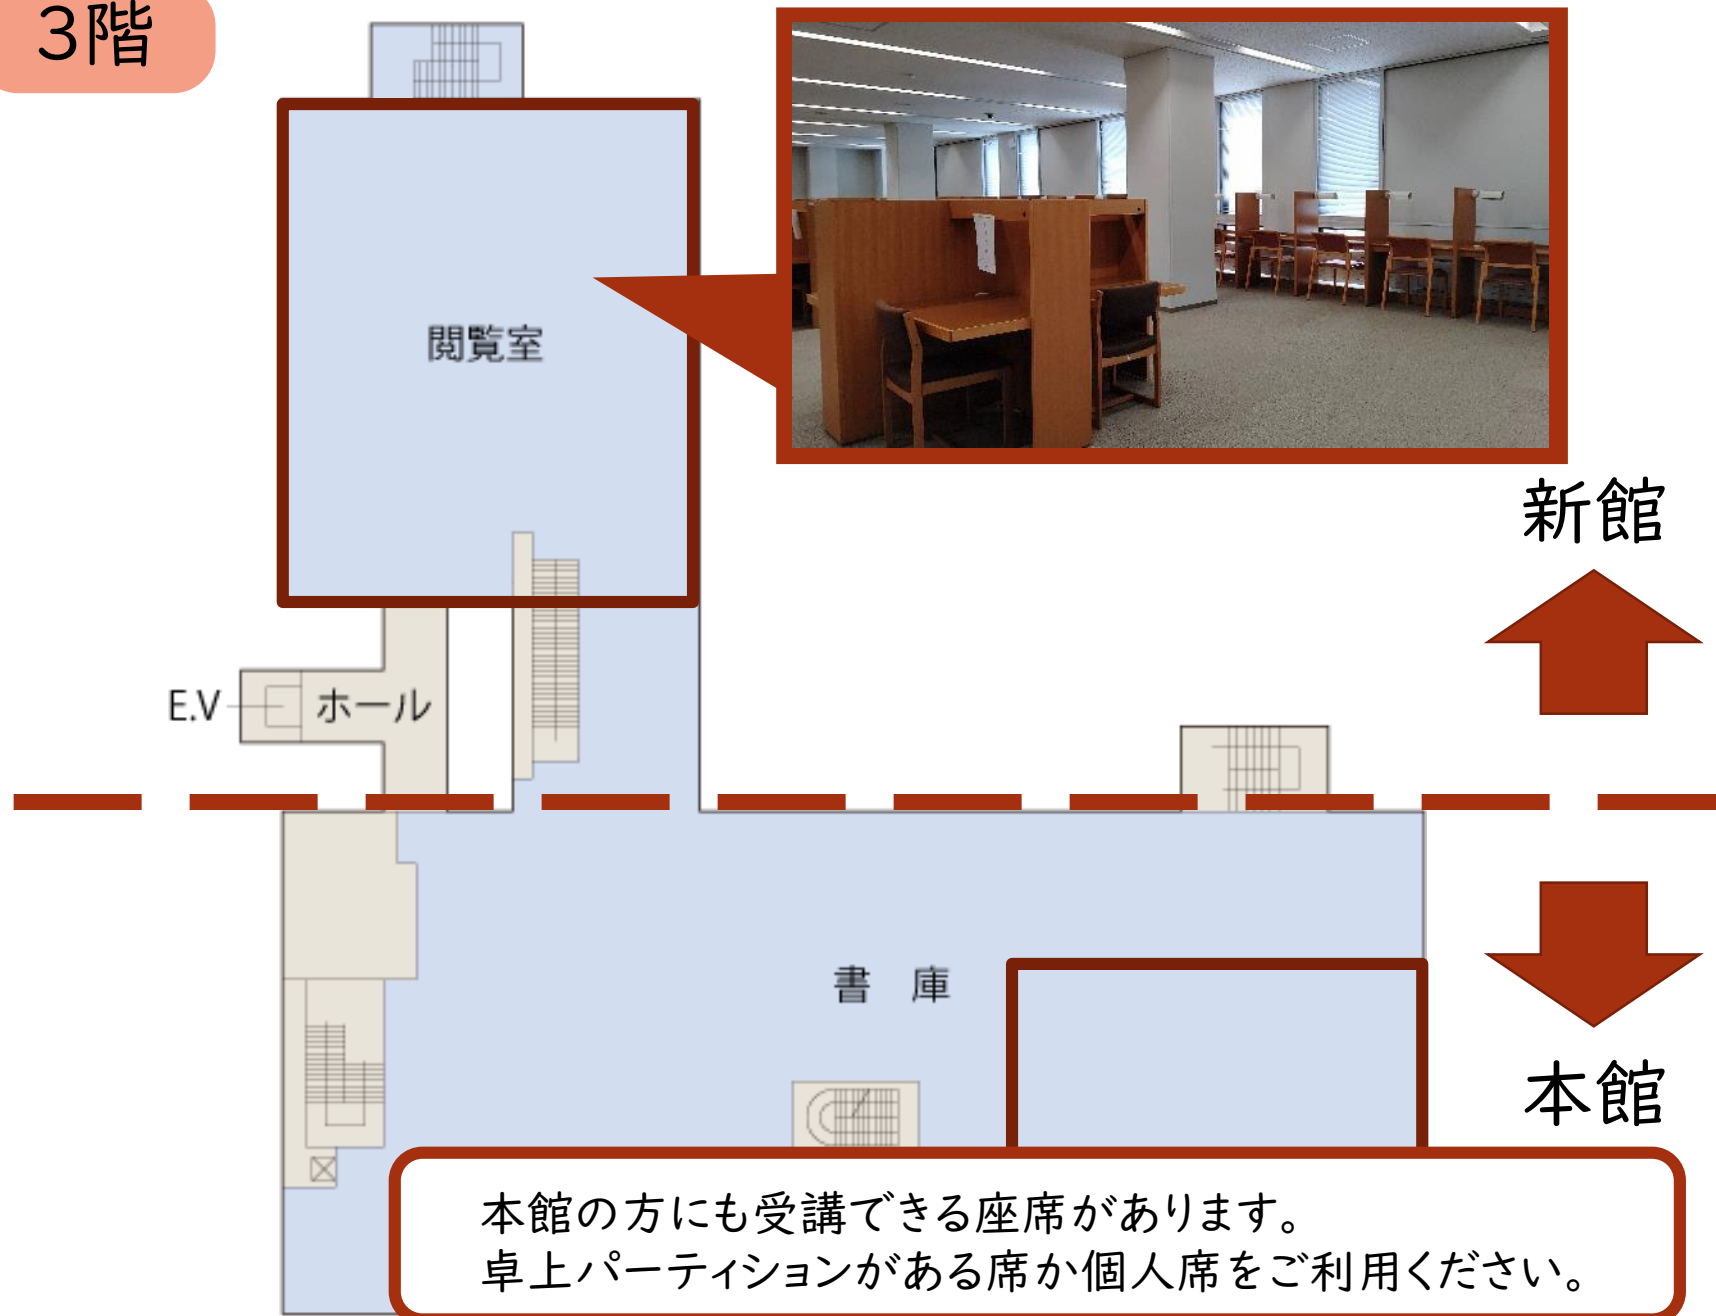 3階
閲覧室
新館
E.V
ホール
書 庫
本館
本館の方にも受講できる座席があります。
卓上パーティションがある席か個人席をご利用ください。